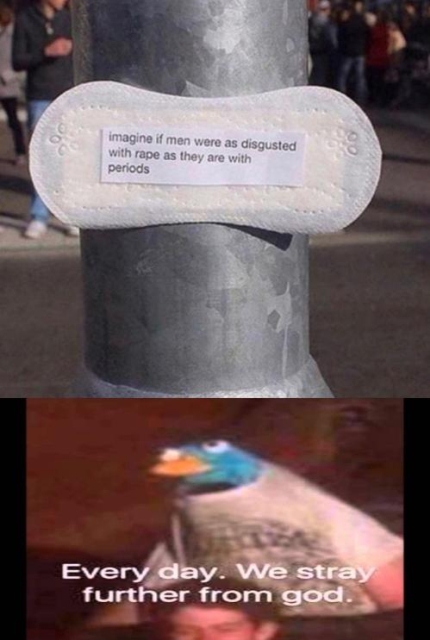 imagine if men were as disgusted
with rape as they are with
periods
Every day. We stray
further from god.